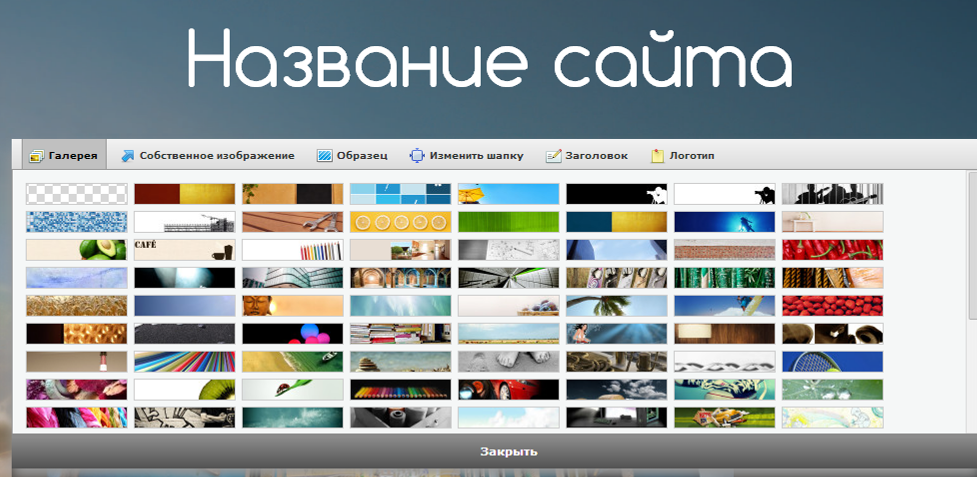 Название сайта
Галерея Собственное изображение Образец Изменить шапку Заголовок Логотип
CAFÉ
Закрыть